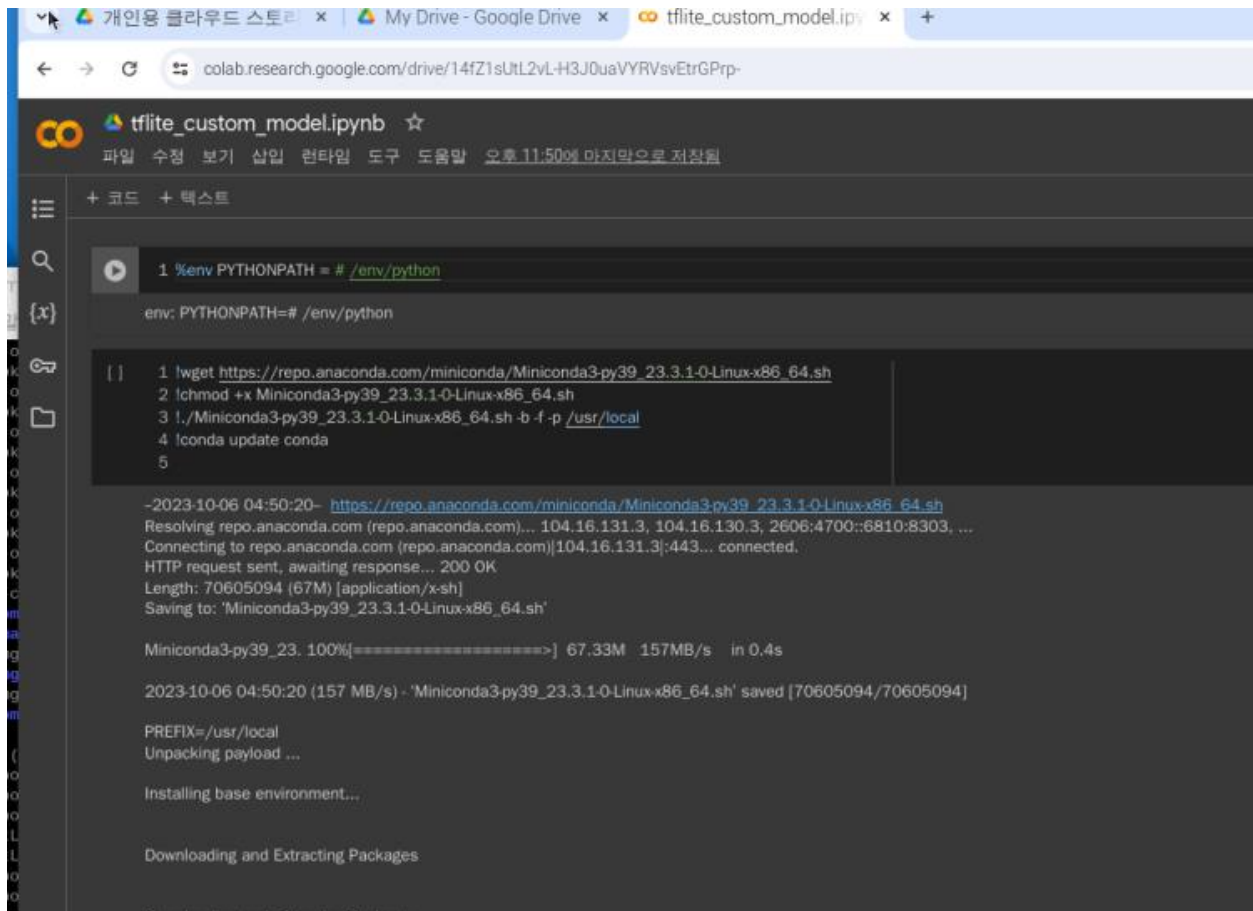 개인용 클라우드 스토리
My Drive - Google Drive
tflite_custom_model.ipy
colab.research.google.com/drive/14fZ1sUtL2vL-H3J0uaVYRVsvEtrGPrp-
CO tflite_custom_model.ipynb
파일 수정 보기 삽입 런타임 도구 도움말 오후 11:50에 마지막으로 저장됨
+ 코드 + 텍스트
1 %env PYTHONPATH = # /env/python
{x}
env: PYTHONPATH=# /env/python
[ ] 1 !wget https://repo.anaconda.com/miniconda/Miniconda3-py39_23.3.1-0-Linux-x86_64.sh
2 !chmod +x Miniconda3-py39_23.3.1-0-Linux-x86_64.sh
3 !./Miniconda3-py39_23.3.1-0-Linux-x86_64.sh -b -f -p /usr/local
4 !conda update conda
5
–2023-10-06 04:50:20– https://repo.anaconda.com/miniconda/Miniconda3-py39_23.3.1-0-Linux-x86_64.sh
Resolving repo.anaconda.com (repo.anaconda.com)... 104.16.131.3, 104.16.130.3, 2606:4700::6810:8303, ...
Connecting to repo.anaconda.com (repo.anaconda.com)|104.16.131.3|:443... connected.
HTTP request sent, awaiting response... 200 OK
Length: 70605094 (67M) [application/x-sh]
Saving to: 'Miniconda3-py39_23.3.1-0-Linux-x86_64.sh'
Miniconda3-py39_23. 100%[===================>] 67.33M 157MB/s in 0.4s
2023-10-06 04:50:20 (157 MB/s) - 'Miniconda3-py39_23.3.1-0-Linux-x86_64.sh' saved [70605094/70605094]
PREFIX=/usr/local
Unpacking payload ...
Installing base environment...
Downloading and Extracting Packages